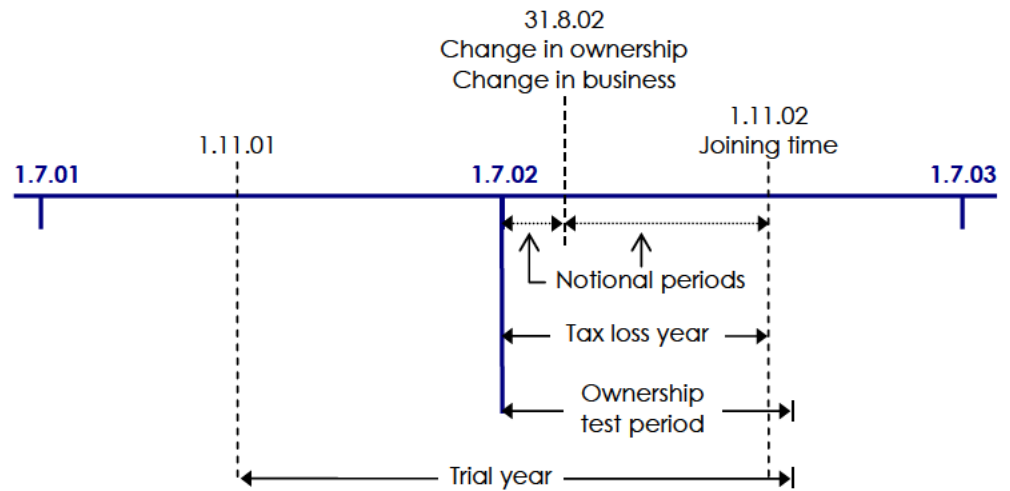 31.8.02
Change in ownership
Change in business
1.11.02
Joining time
1.11.01
1.7.01
1.7.02
1.7.03
Notional periods
Tax loss year
Ownership
test period
Trial year